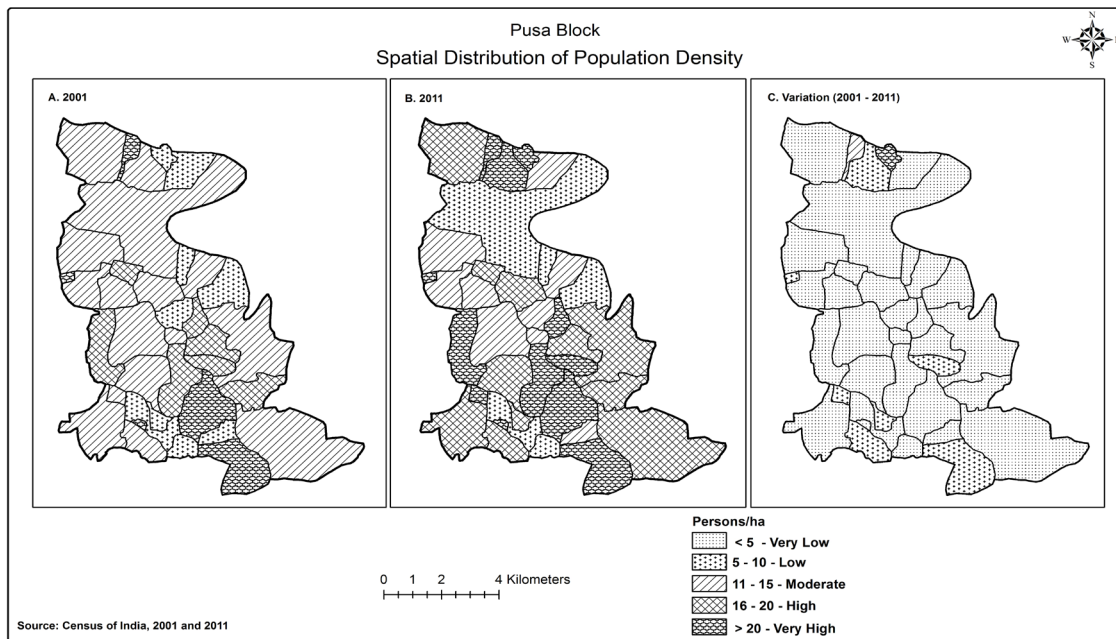 Pusa Block
Spatial Distribution of Population Density
N
W
S
A. 2001
B. 2011
C. Variation (2001 - 2011)
Persons/ha
< 5 - Very Low
5 - 10 - Low
11 - 15 - Moderate
16 - 20 - High
> 20 - Very High
0 1 2 4 Kilometers
Source: Census of India, 2001 and 2011